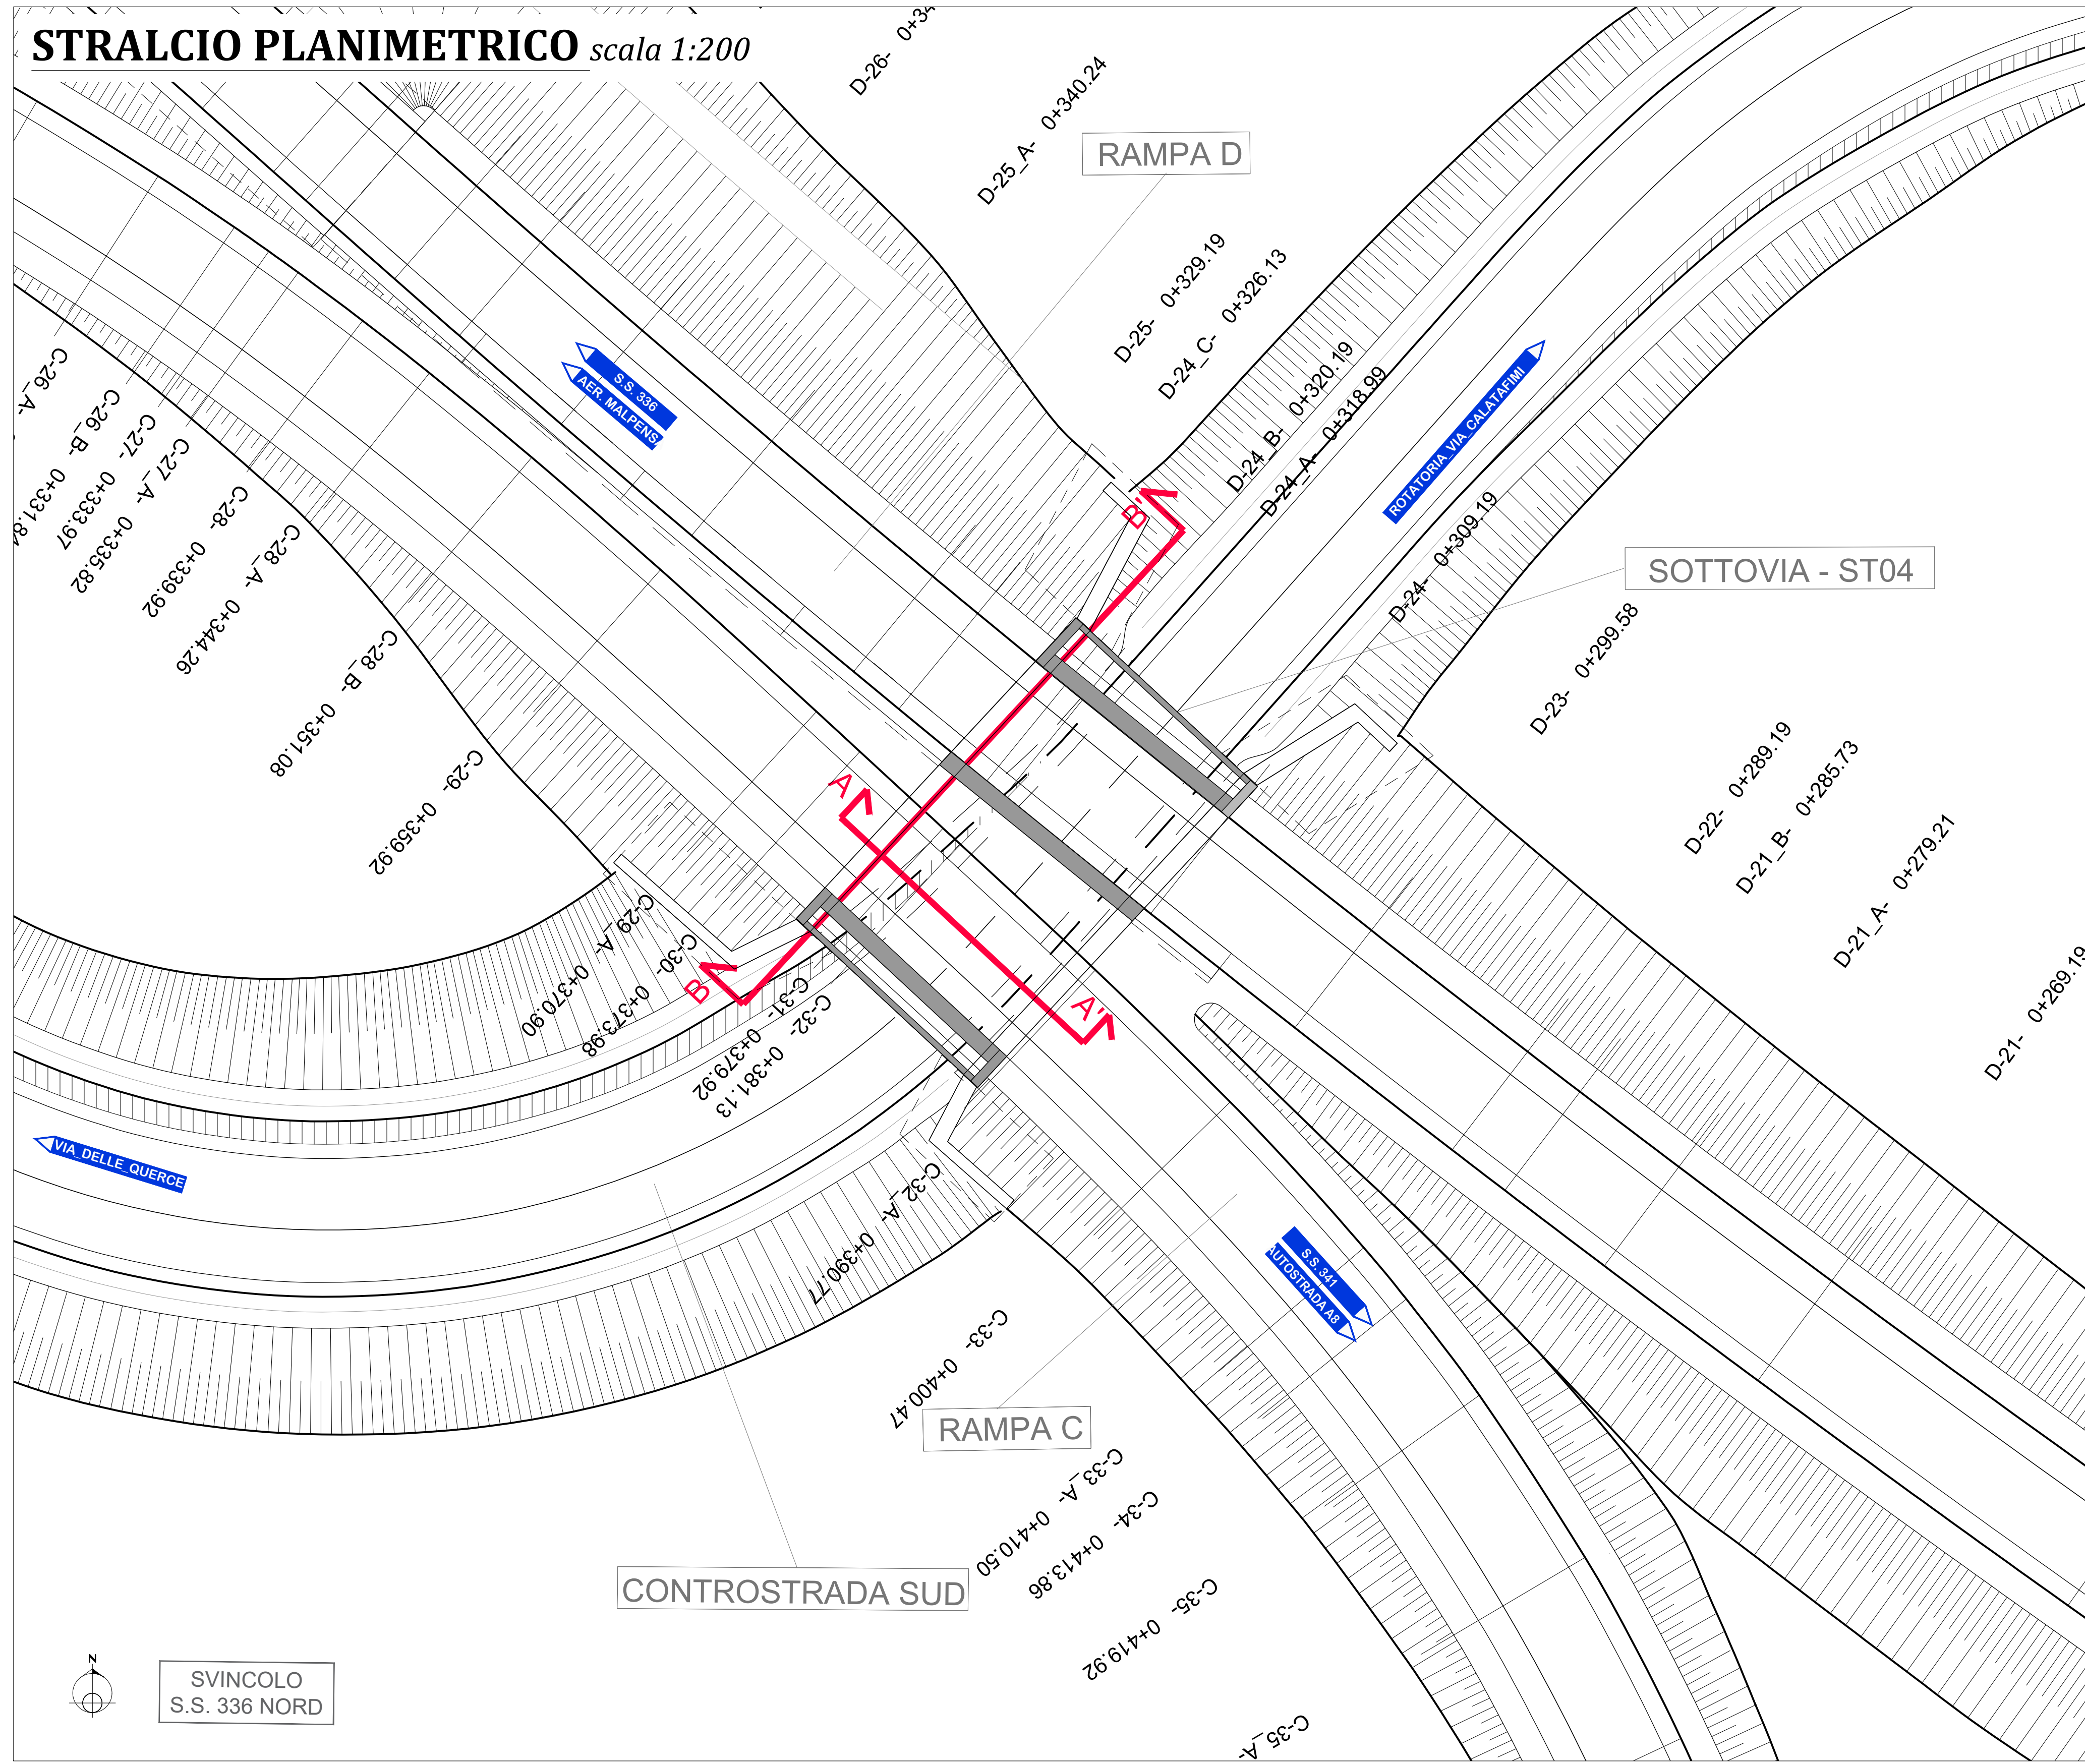 STRALCIO PLANIMETRICO scala 1:200
D-26-
D-25_A- 0+340.24
RAMPA D
D-25- 0+329.19
D-24_C- 0+326.13
D-24_B- 0+320.19
D-24_A- 0+318.99
S.S. 336
AER. MALPENS
ROTATORIA_VIA_CALATAFIMI
B'
D-24- 0+309.19
SOTTOVIA - ST04
D-23- 0+299.58
D-22- 0+289.19
D-21_B- 0+285.73
D-21_A- 0+279.21
D-21- 0+269.19
C-26_A-
C-26_B- 0+331.84
C-27- 0+333.97
C-27_A- 0+335.82
C-28- 0+339.92
C-28_A- 0+344.26
C-28_B- 0+351.08
C-29- 0+359.92
A
C-29_A- 0+370.90
C-30- 0+373.98
B
C-31- 0+379.92
C-32- 0+381.13
A'
VIA_DELLE_QUERCE
C-32_A- 0+390.77
S.S. 341
AUTOSTRADA A8
C-33- 0+400.47
RAMPA C
C-33_A- 0+410.50
C-34- 0+413.86
C-35- 0+419.92
C-35_A-
CONTROSTRADA SUD
N
SVINCOLO
S.S. 336 NORD